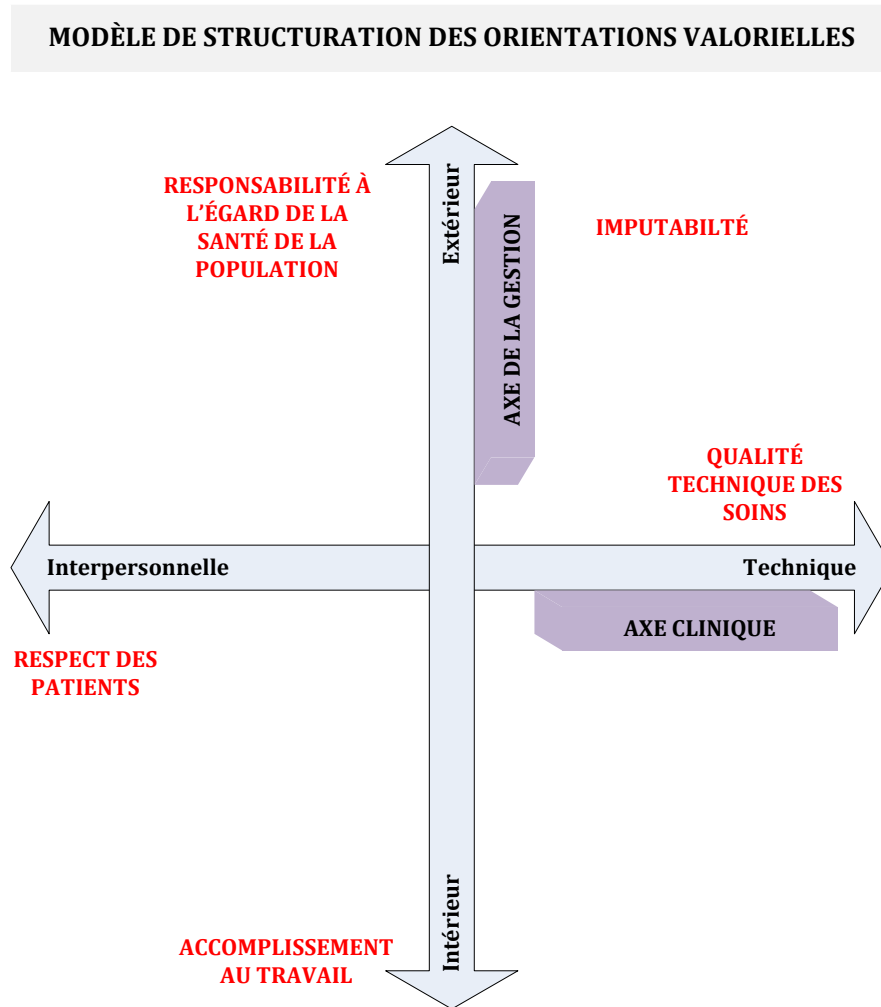 MODÈLE DE STRUCTURATION DES ORIENTATIONS VALORIELLES
RESPONSABILITÉ À
L'ÉGARD DE LA
SANTÉ DE LA
POPULATION
Extérieur
AXE DE LA GESTION
IMPUTABILTÉ
QUALITÉ
TECHNIQUE DES
SOINS
Interpersonnelle
Technique
AXE CLINIQUE
RESPECT DES
PATIENTS
ACCOMPLISSEMENT
AU TRAVAIL
Intérieur